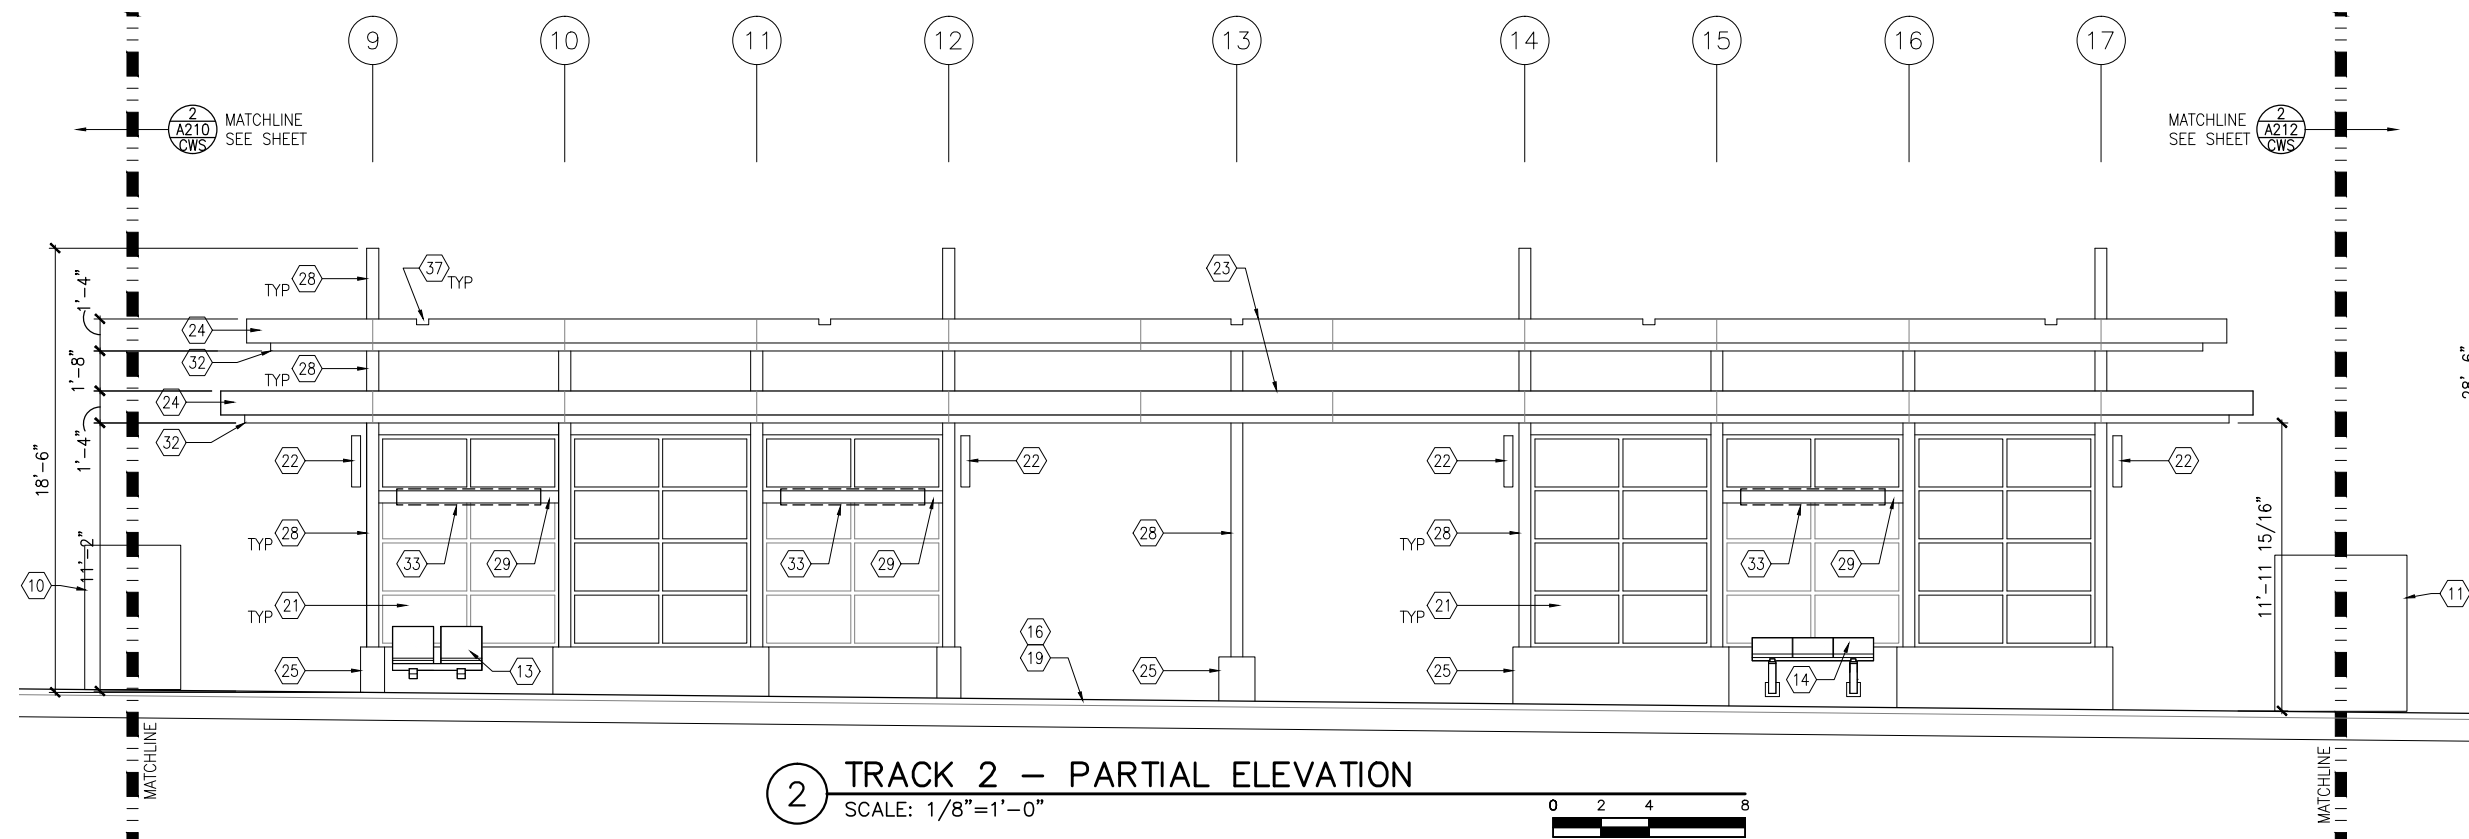 9 10 11 12 13 14 15 16 17
2
A210
CWS
MATCHLINE
SEE SHEET
MATCHLINE
SEE SHEET
2
A212
CWS
TYP 28
37 TYP
23
1'-4"
24
32
TYP 28
1'-8"
24
32
1'-4"
18'-6"
22
22
22
22
TYP 28
28
TYP 28
11'-2"
33
29
33
29
33
29
11'-11 15/16"
10
TYP 21
TYP 21
11
16
19
25
13
25
25
14
MATCHLINE
MATCHLINE
2
TRACK 2 - PARTIAL ELEVATION
SCALE: 1/8"=1'-0"
0 2 4 8